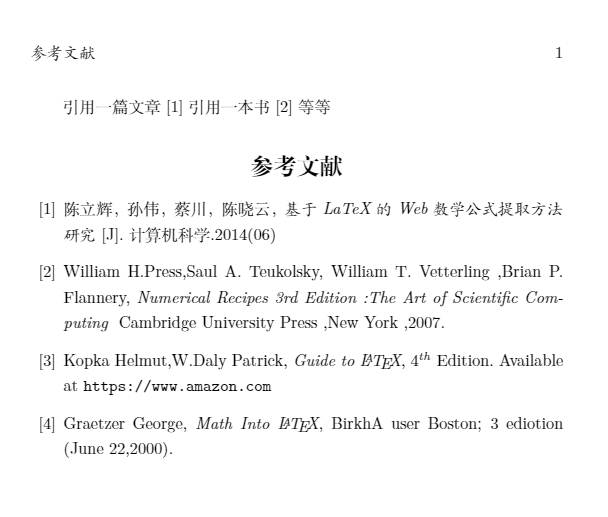 参考文献 1
引用一篇文章 [1] 引用一本书 [2] 等等
参考文献
[1] 陈立辉，孙伟，蔡川，陈晓云，基于 LaTeX 的 Web 数学公式提取方法
研究 [J]. 计算机科学.2014(06)
[2] William H.Press,Saul A. Teukolsky, William T. Vetterling ,Brian P.
Flannery, Numerical Recipes 3rd Edition :The Art of Scientific Com-
puting Cambridge University Press ,New York ,2007.
[3] Kopka Helmut,W.Daly Patrick, Guide to LATEX, 4th Edition. Available
at https://www.amazon.com
[4] Graetzer George, Math Into LATEX, BirkhA user Boston; 3 ediotion
(June 22,2000).